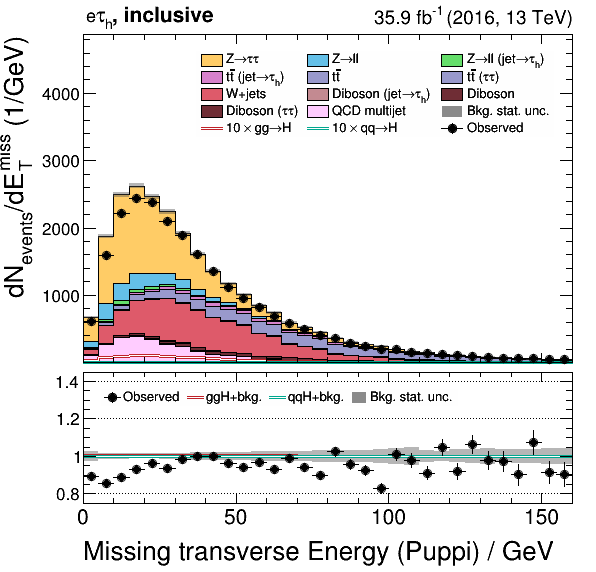 eτh, inclusive 35.9 fb-1 (2016, 13 TeV)
dNevents/dETmiss (1/GeV)
Z→ττ Z→ll Z→ll (jet→τh)
tt̄ (jet→τh) tt̄ tt̄ (ττ)
W+jets Diboson (jet→τh) Diboson
Diboson (ττ) QCD multijet Bkg. stat. unc.
10 × gg→H 10 × qq→H Observed
4000
3000
2000
1000
Observed ggH+bkg. qqH+bkg. Bkg. stat. unc.
1.4
1.2
1
0.8
0 50 100 150
Missing transverse Energy (Puppi) / GeV